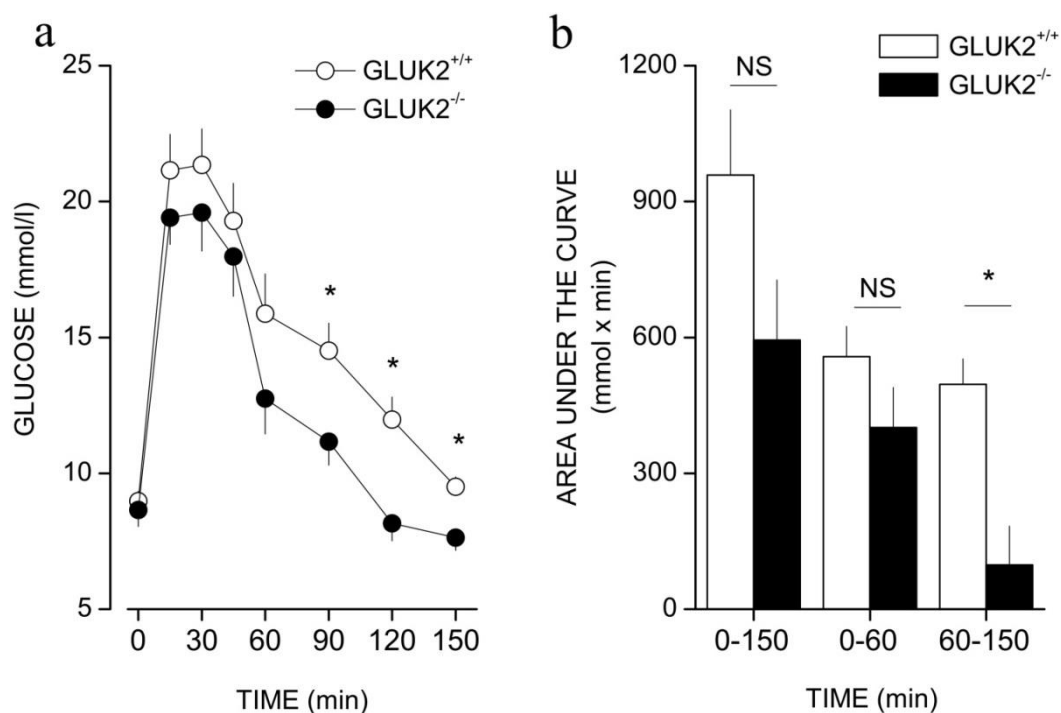 a
GLUK2+/+
GLUK2-/-
25
20
15
10
5
GLUCOSE (mmol/l)
*
*
*
0 30 60 90 120 150
TIME (min)
b
GLUK2+/+
GLUK2-/-
1200
900
600
300
0
AREA UNDER THE CURVE
(mmol x min)
NS
NS
*
0-150 0-60 60-150
TIME (min)